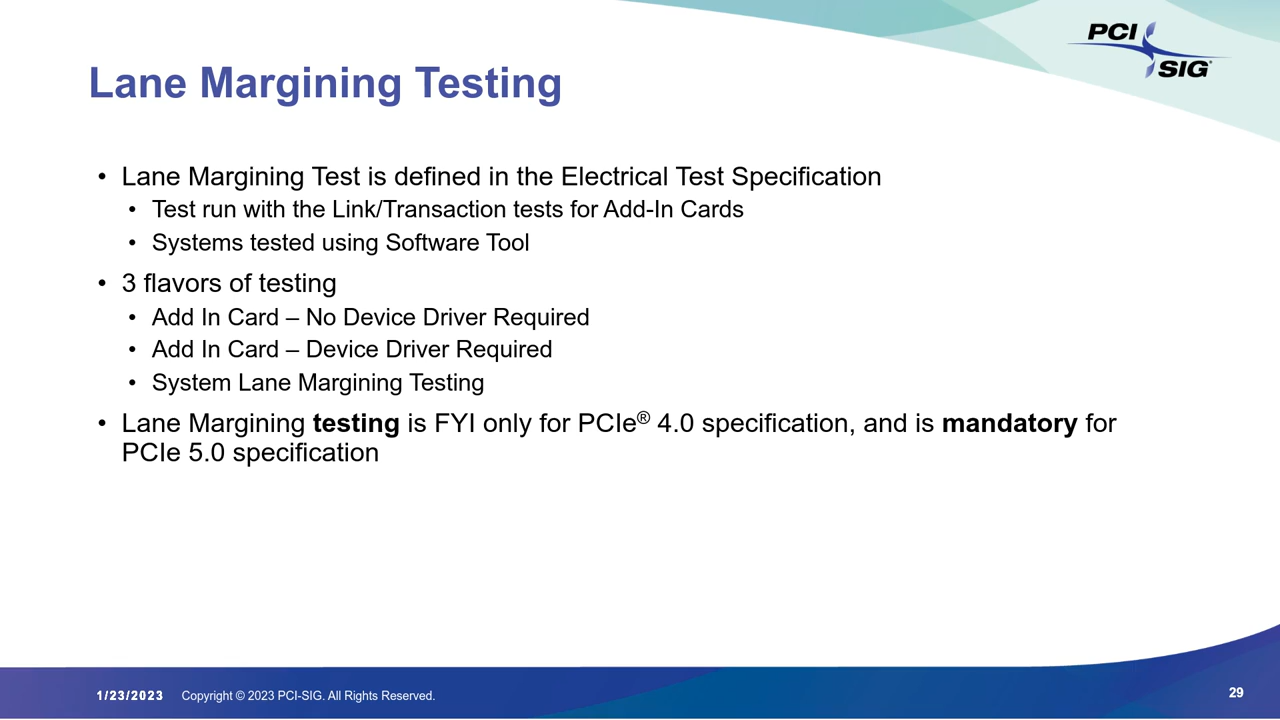 PCI
SIG®
Lane Margining Testing
• Lane Margining Test is defined in the Electrical Test Specification
• Test run with the Link/Transaction tests for Add-In Cards
• Systems tested using Software Tool
• 3 flavors of testing
• Add In Card – No Device Driver Required
• Add In Card – Device Driver Required
• System Lane Margining Testing
• Lane Margining testing is FYI only for PCIe® 4.0 specification, and is mandatory for
PCIe 5.0 specification
1/23/2023 Copyright © 2023 PCI-SIG. All Rights Reserved.
29